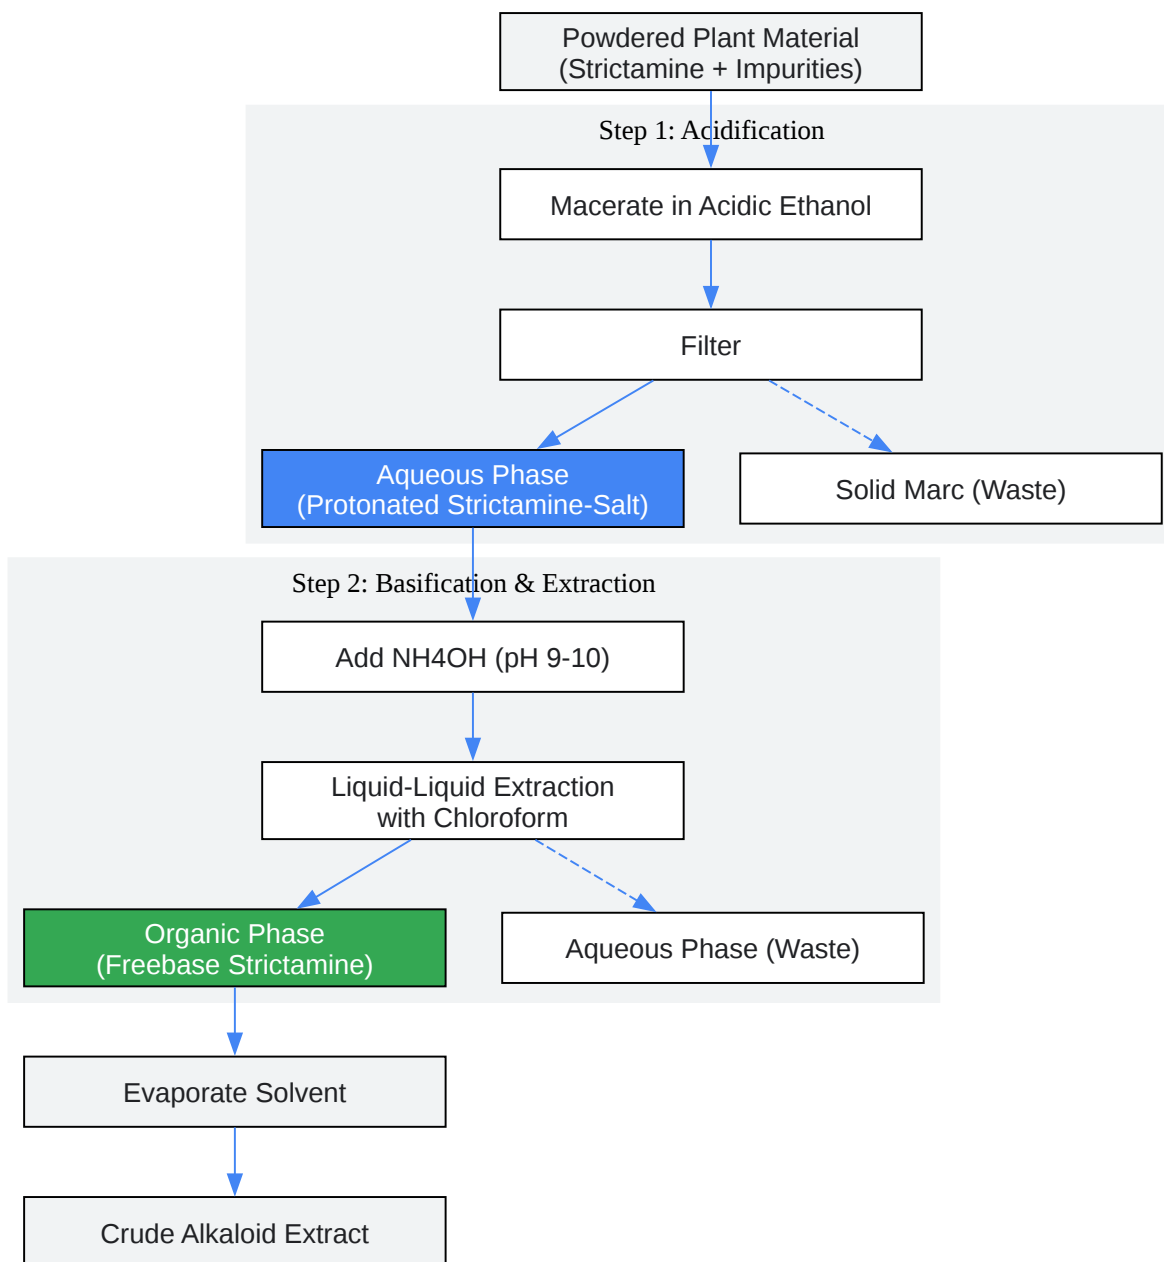 Powdered Plant Material
(Strictamine + Impurities)
Step 1: Acidification
Macerate in Acidic Ethanol
Filter
Aqueous Phase
(Protonated Strictamine-Salt)
Solid Marc (Waste)
Step 2: Basification & Extraction
Add NH4OH (pH 9-10)
Liquid-Liquid Extraction
with Chloroform
Organic Phase
(Freebase Strictamine)
Aqueous Phase (Waste)
Evaporate Solvent
Crude Alkaloid Extract